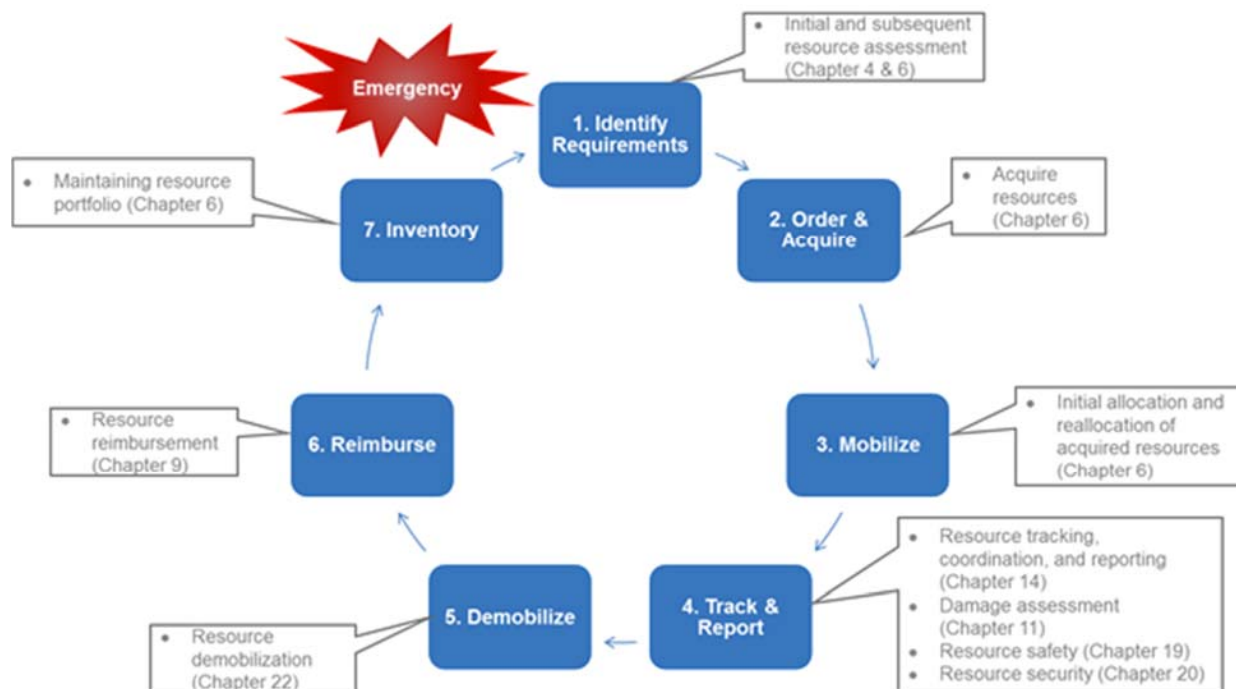 Emergency
1. Identify
Requirements
• Initial and subsequent
resource assessment
(Chapter 4 & 6)
2. Order &
Acquire
• Acquire
resources
(Chapter 6)
3. Mobilize
• Initial allocation and
reallocation of
acquired resources
(Chapter 6)
4. Track &
Report
• Resource tracking,
coordination, and reporting
(Chapter 14)
• Damage assessment
(Chapter 11)
• Resource safety (Chapter 19)
• Resource security (Chapter 20)
5. Demobilize
• Resource
demobilization
(Chapter 22)
6. Reimburse
• Resource
reimbursement
(Chapter 9)
7. Inventory
• Maintaining resource
portfolio (Chapter 6)